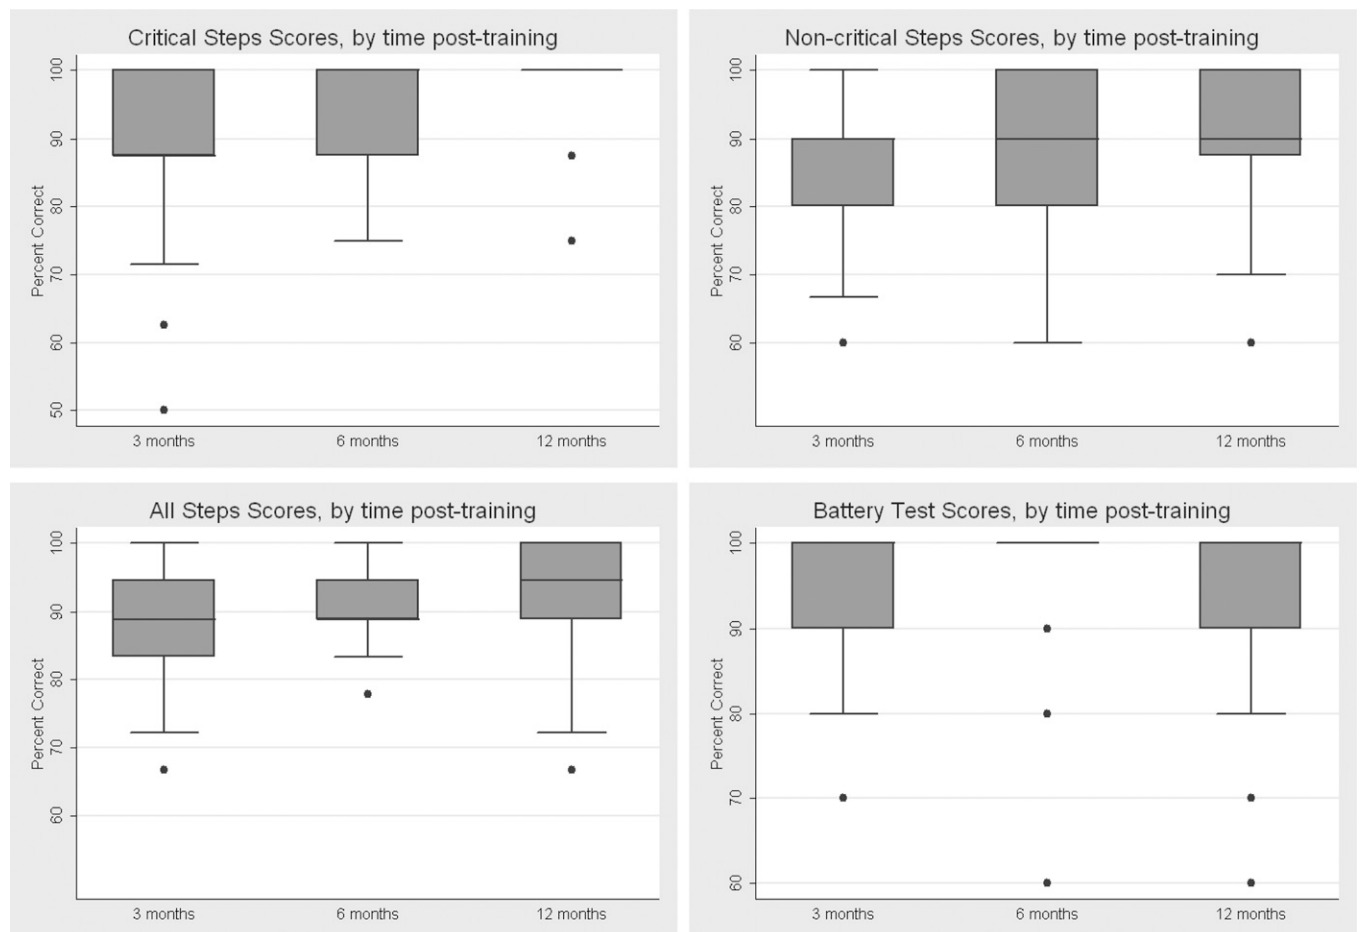 Critical Steps Scores, by time post-training
Percent Correct
100
90
80
70
60
50
3 months 6 months 12 months
Non-critical Steps Scores, by time post-training
Percent Correct
100
90
80
70
60
3 months 6 months 12 months
All Steps Scores, by time post-training
Percent Correct
100
90
80
70
60
3 months 6 months 12 months
Battery Test Scores, by time post-training
Percent Correct
100
90
80
70
60
3 months 6 months 12 months